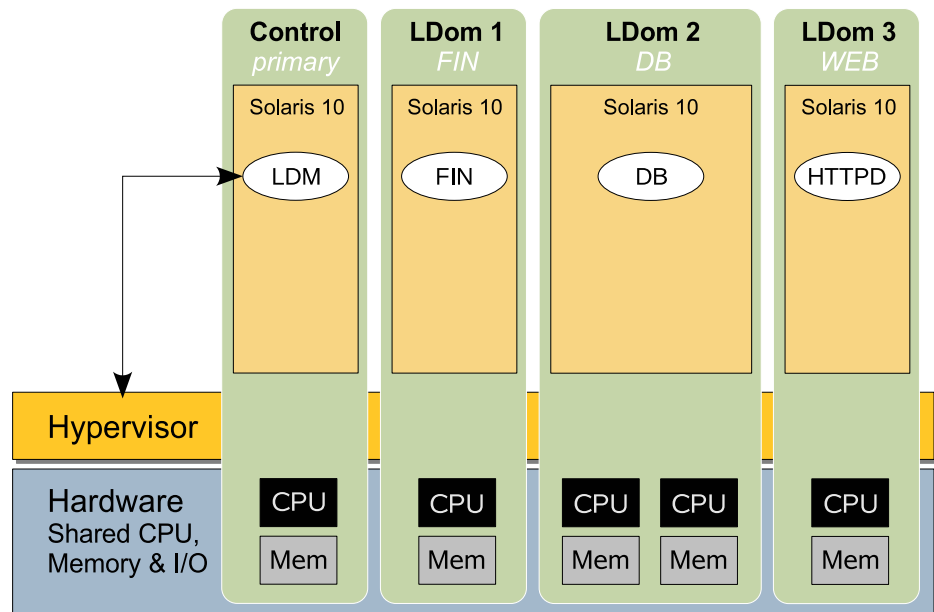 Control
primary
LDom 1
FIN
LDom 2
DB
LDom 3
WEB
Solaris 10
Solaris 10
Solaris 10
Solaris 10
LDM
FIN
DB
HTTPD
Hypervisor
Hardware
Shared CPU,
Memory & I/O
CPU
CPU
CPU
CPU
CPU
Mem
Mem
Mem
Mem
Mem